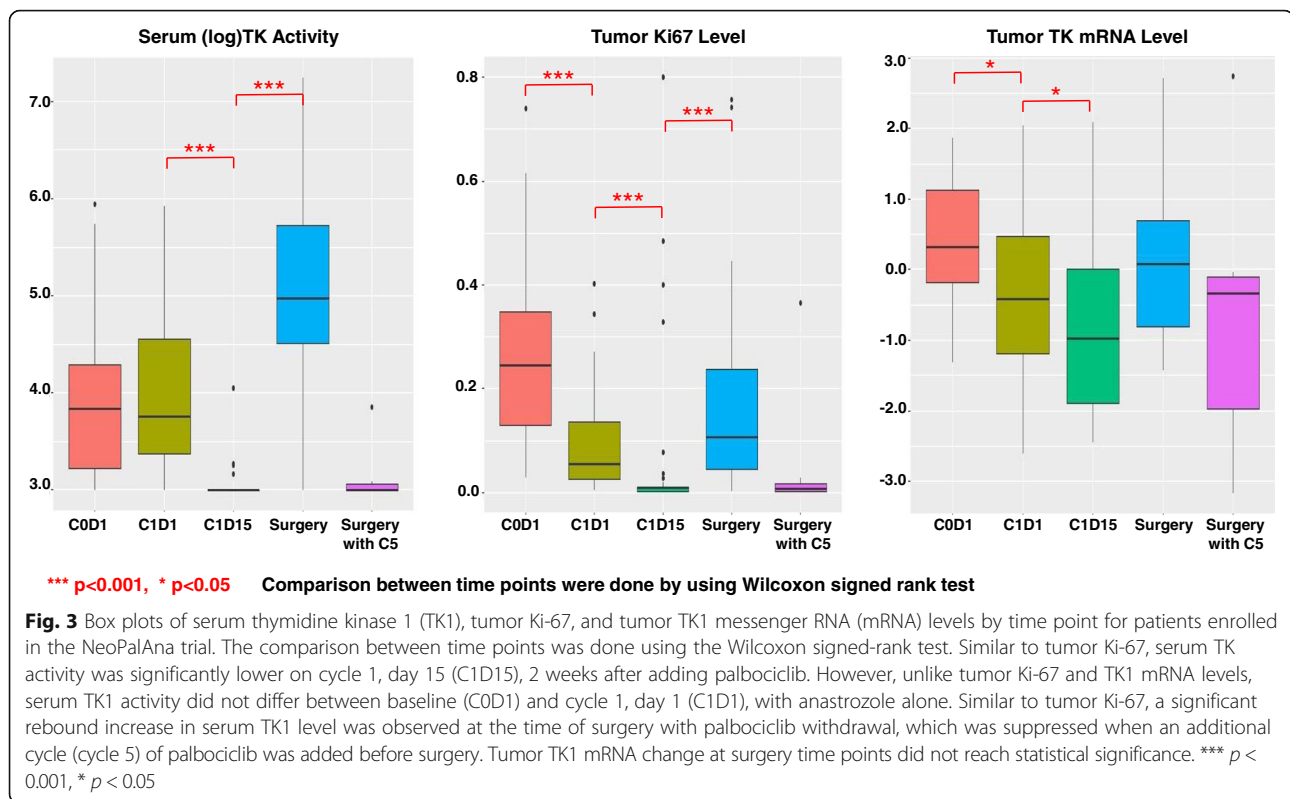 Serum (log)TK Activity
Tumor Ki67 Level
Tumor TK mRNA Level
7.0
6.0
5.0
4.0
3.0
***
***
C0D1
C1D1
C1D15
Surgery
Surgery
with C5
0.8
0.6
0.4
0.2
0.0
***
***
***
C0D1
C1D1
C1D15
Surgery
Surgery
with C5
3.0
2.0
1.0
0.0
-1.0
-2.0
-3.0
*
*
C0D1
C1D1
C1D15
Surgery
Surgery
with C5
*** p<0.001, * p<0.05 Comparison between time points were done by using Wilcoxon signed rank test
Fig. 3 Box plots of serum thymidine kinase 1 (TK1), tumor Ki-67, and tumor TK1 messenger RNA (mRNA) levels by time point for patients enrolled
in the NeoPalAna trial. The comparison between time points was done using the Wilcoxon signed-rank test. Similar to tumor Ki-67, serum TK
activity was significantly lower on cycle 1, day 15 (C1D15), 2 weeks after adding palbociclib. However, unlike tumor Ki-67 and TK1 mRNA levels,
serum TK1 activity did not differ between baseline (C0D1) and cycle 1, day 1 (C1D1), with anastrozole alone. Similar to tumor Ki-67, a significant
rebound increase in serum TK1 level was observed at the time of surgery with palbociclib withdrawal, which was suppressed when an additional
cycle (cycle 5) of palbociclib was added before surgery. Tumor TK1 mRNA change at surgery time points did not reach statistical significance. *** p <
0.001, * p < 0.05